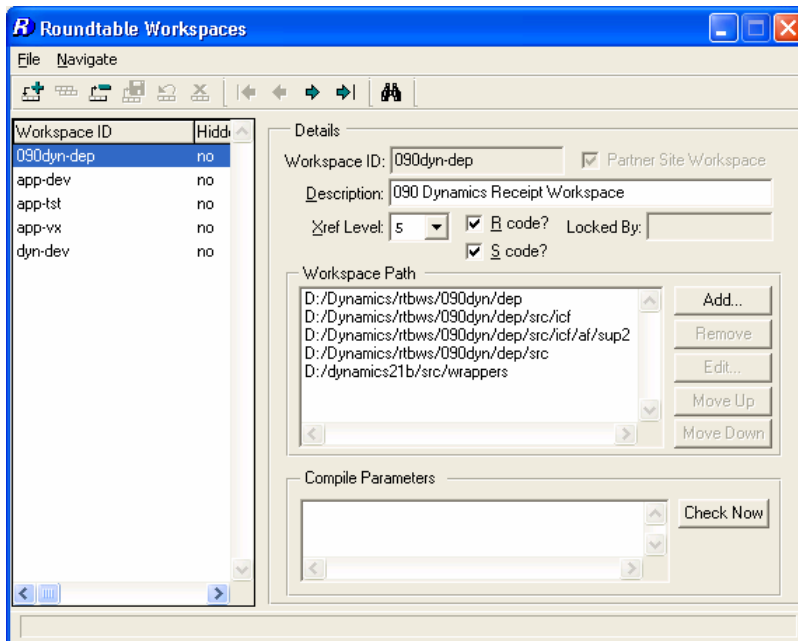 Roundtable Workspaces
File Navigate
Workspace ID
090dyn-dep no
app-dev no
app-tst no
app-vx no
dyn-dev no
Details
Workspace ID: 090dyn-dep Partner Site Workspace
Description: 090 Dynamics Receipt Workspace
Xref Level: 5 R code? Locked By:
S code?
Workspace Path
D:/Dynamics/rtbws/090dyn/dep
D:/Dynamics/rtbws/090dyn/dep/src/icf
D:/Dynamics/rtbws/090dyn/dep/src/icf/af/sup2
D:/Dynamics/rtbws/090dyn/dep/src
D:/dynamics21b/src/wrappers
Add...
Remove
Edit...
Move Up
Move Down
Compile Parameters
Check Now